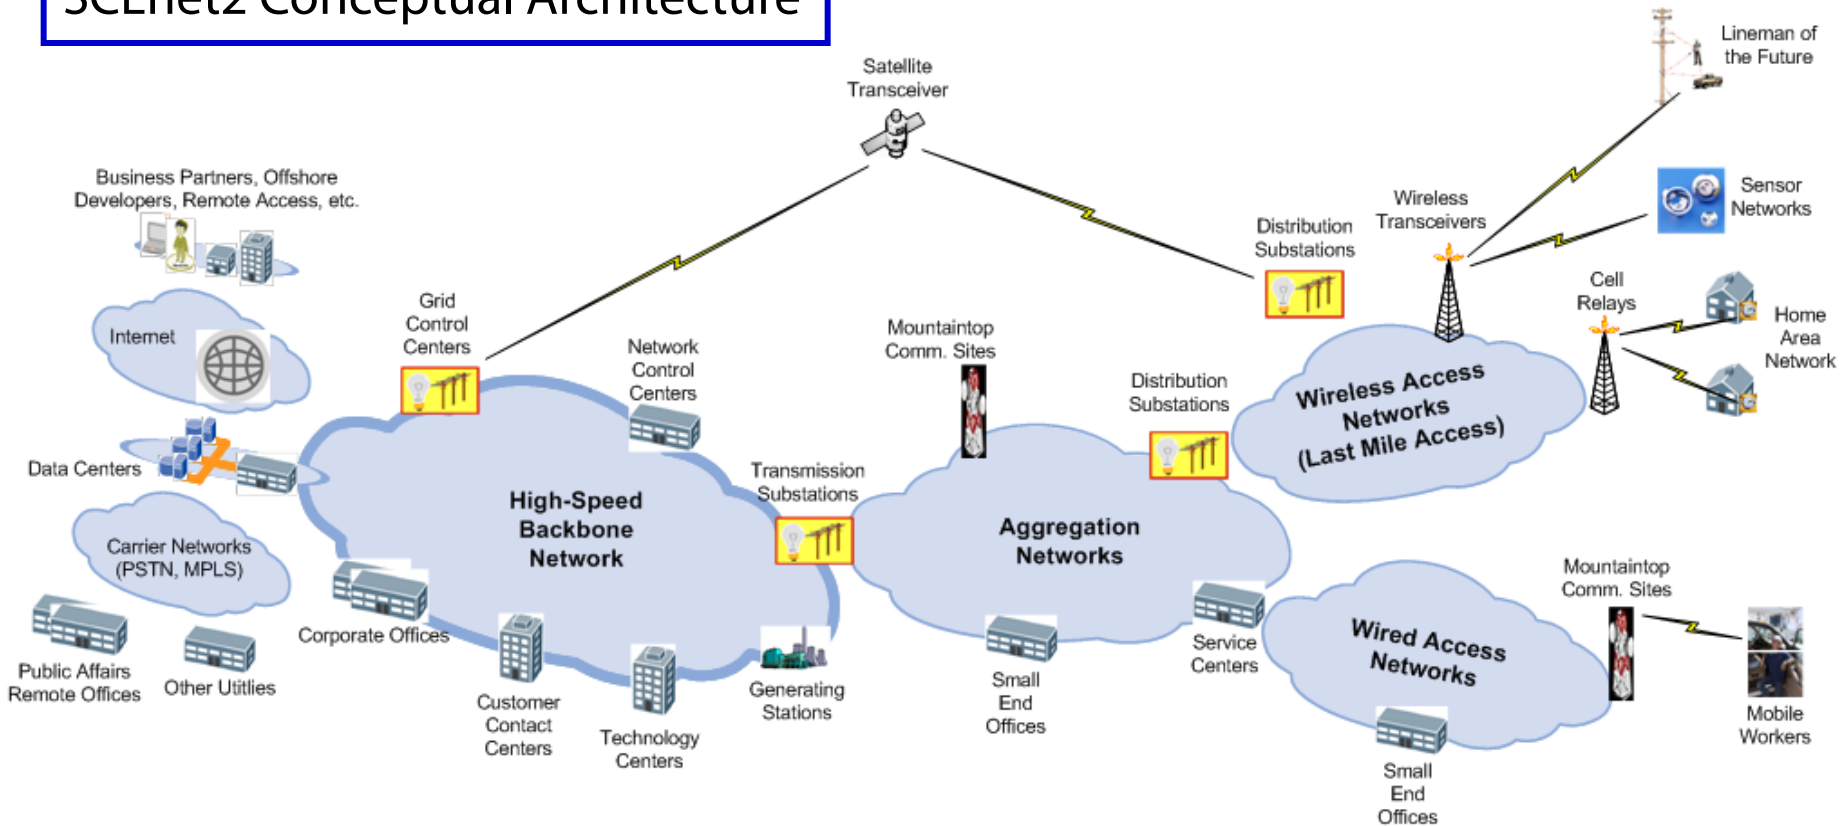 SCEnet2 Conceptual Architecture
Satellite
Transceiver
Lineman of
the Future
Business Partners, Offshore
Developers, Remote Access, etc.
Wireless
Transceivers
Sensor
Networks
Distribution
Substations
Internet
Grid
Control
Centers
Network
Control
Centers
Mountaintop
Comm. Sites
Cell
Relays
Home
Area
Network
Distribution
Substations
Wireless Access
Networks
(Last Mile Access)
Data Centers
Transmission
Substations
High-Speed
Backbone
Network
Aggregation
Networks
Carrier Networks
(PSTN, MPLS)
Mountaintop
Comm. Sites
Public Affairs
Remote Offices
Other Utitlies
Corporate Offices
Customer
Contact
Centers
Technology
Centers
Generating
Stations
Small
End
Offices
Service
Centers
Wired Access
Networks
Small
End
Offices
Mobile
Workers